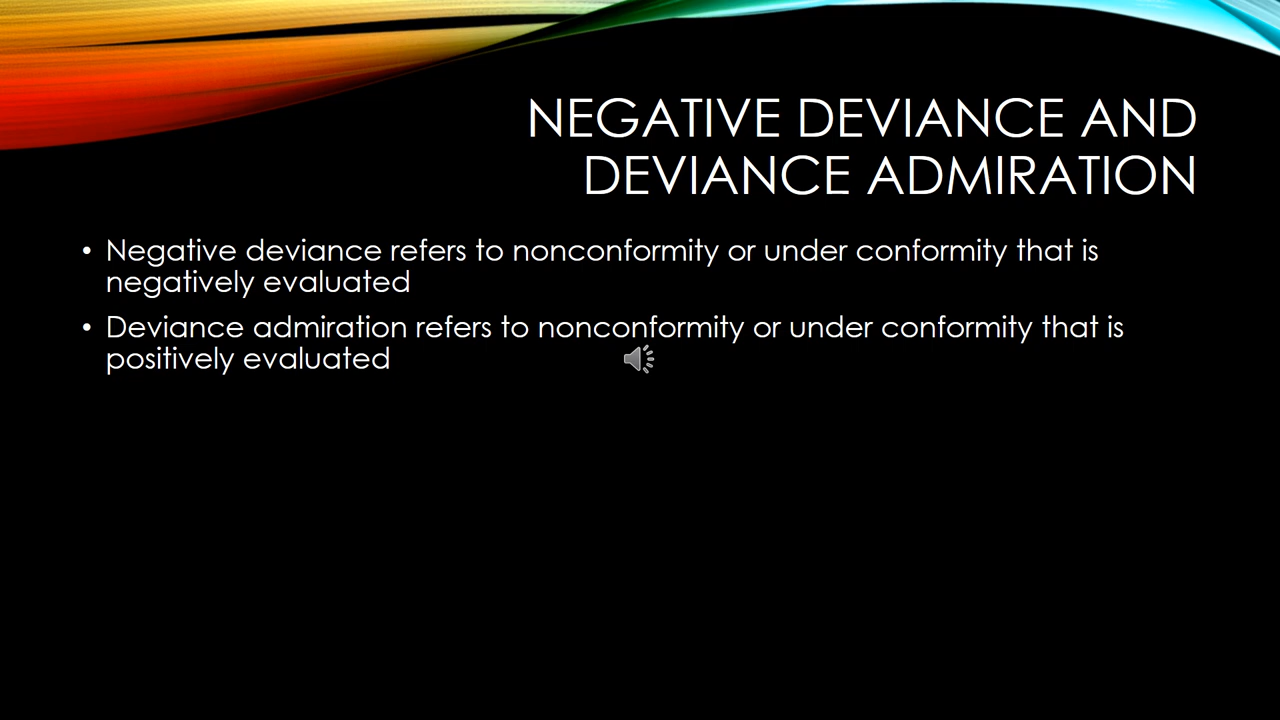 NEGATIVE DEVIANCE AND
DEVIANCE ADMIRATION
• Negative deviance refers to nonconformity or under conformity that is
negatively evaluated
• Deviance admiration refers to nonconformity or under conformity that is
positively evaluated